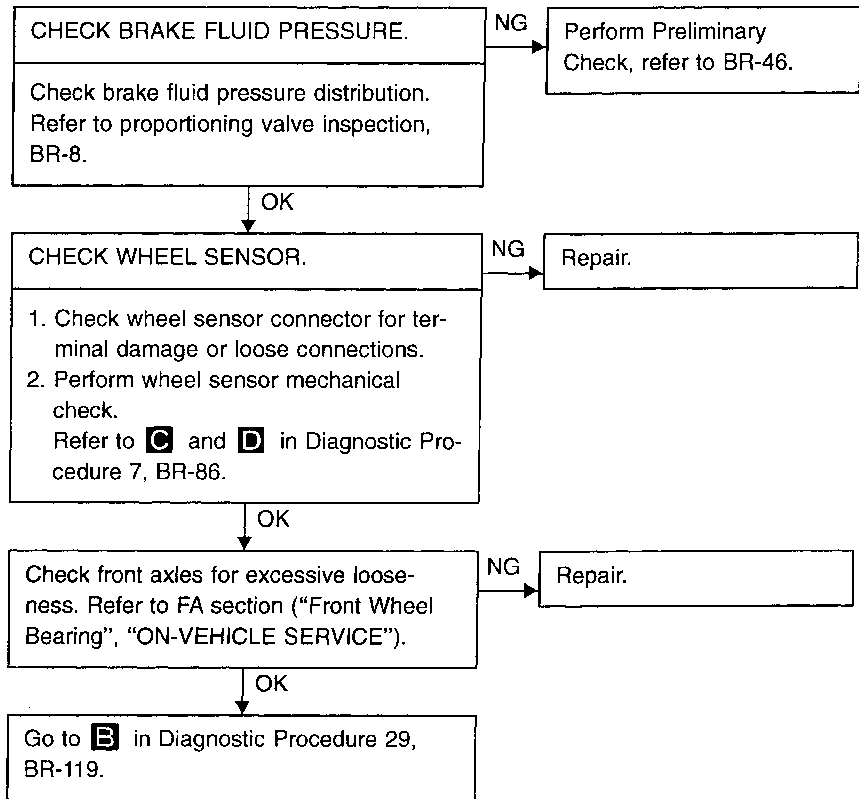 CHECK BRAKE FLUID PRESSURE.
NG
Perform Preliminary
Check, refer to BR-46.
Check brake fluid pressure distribution.
Refer to proportioning valve inspection,
BR-8.
OK
CHECK WHEEL SENSOR.
NG
Repair.
1. Check wheel sensor connector for ter-
minal damage or loose connections.
2. Perform wheel sensor mechanical
check.
Refer to C and D in Diagnostic Pro-
cedure 7, BR-86.
OK
Check front axles for excessive loose-
ness. Refer to FA section ("Front Wheel
Bearing", "ON-VEHICLE SERVICE").
NG
Repair.
OK
Go to B in Diagnostic Procedure 29,
BR-119.